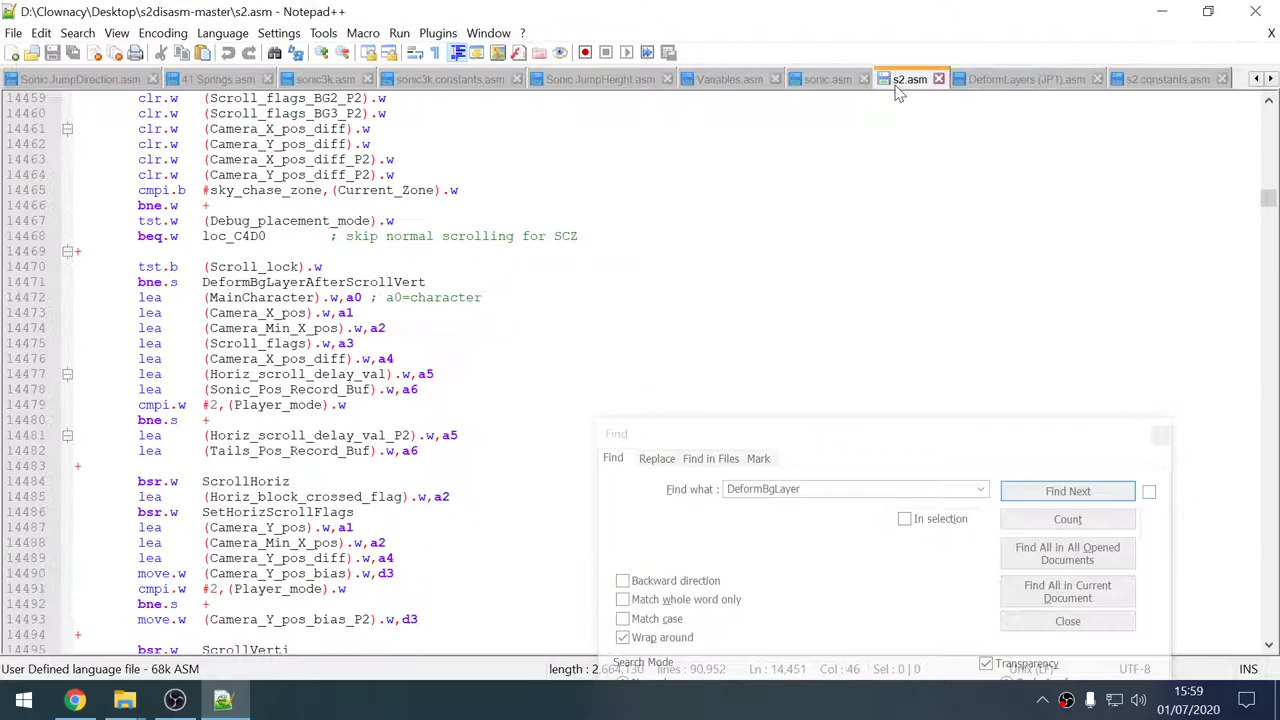 D:\Clownacy\Desktop\s2disasm-master\s2.asm - Notepad++
File Edit Search View Encoding Language Settings Tools Macro Run Plugins Window ? X
Sonic JumpDirection.asm 41 Springs.asm sonic3k.asm sonic3k.constants.asm Sonic JumpHeight.asm Variables.asm sonic.asm s2.asm DeformLayers (JP1).asm s2.constants.asm
14459 clr.w (Scroll_flags_BG2_P2).w
14460 clr.w (Scroll_flags_BG3_P2).w
14461 clr.w (Camera_X_pos_diff).w
14462 clr.w (Camera_Y_pos_diff).w
14463 clr.w (Camera_X_pos_diff_P2).w
14464 clr.w (Camera_Y_pos_diff_P2).w
14465 cmpi.b #sky_chase_zone,(Current_Zone).w
14466 bne.w +
14467 tst.w (Debug_placement_mode).w
14468 beq.w loc_C4D0 ; skip normal scrolling for SCZ
14469 +
14470 tst.b (Scroll_lock).w
14471 bne.s DeformBgLayerAfterScrollVert
14472 lea (MainCharacter).w,a0 ; a0=character
14473 lea (Camera_X_pos).w,a1
14474 lea (Camera_Min_X_pos).w,a2
14475 lea (Scroll_flags).w,a3
14476 lea (Camera_X_pos_diff).w,a4
14477 lea (Horiz_scroll_delay_val).w,a5
14478 lea (Sonic_Pos_Record_Buf).w,a6
14479 cmpi.w #2,(Player_mode).w
14480 bne.s +
14481 lea (Horiz_scroll_delay_val_P2).w,a5
14482 lea (Tails_Pos_Record_Buf).w,a6
14483 +
14484 bsr.w ScrollHoriz
14485 lea (Horiz_block_crossed_flag).w,a2
14486 bsr.w SetHorizScrollFlags
14487 lea (Camera_Y_pos).w,a1
14488 lea (Camera_Min_X_pos).w,a2
14489 lea (Camera_Y_pos_diff).w,a4
14490 move.w (Camera_Y_pos_bias).w,d3
14491 cmpi.w #2,(Player_mode).w
14492 bne.s +
14493 move.w (Camera_Y_pos_bias_P2).w,d3
14494 +
14495 bsr.w ScrollVerti
Find
Find Replace Find in Files Mark
Find what : DeformBgLayer
Find Next
In selection
Count
Find All in All Opened
Documents
Find All in Current
Document
Close
Backward direction
Match whole word only
Match case
Wrap around
Search Mode
Transparency
User Defined language file - 68k ASM
lines : 90,952 Ln : 14,451 Col : 46 Sel : 0 | 0
UTF-8 INS
15:59
01/07/2020